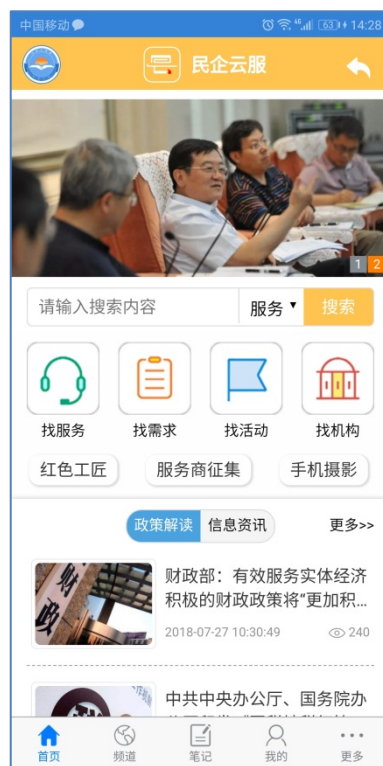 中国移动 63 14:28
民企云服
1 2
请输入搜索内容 服务 搜索
找服务 找需求 找活动 找机构
红色工匠 服务商征集 手机摄影
政策解读 信息资讯 更多>>
财政
财政部：有效服务实体经济
积极的财政政策将“更加积...
2018-07-27 10:30:49 240
中共中央办公厅、国务院办
首页 频道 笔记 我的 更多